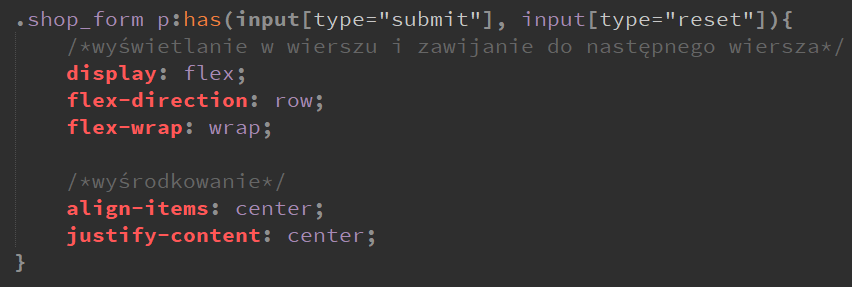 .shop_form p:has(input[type="submit"], input[type="reset"]){
/*wyświetlanie w wierszu i zawijanie do następnego wiersza*/
display: flex;
flex-direction: row;
flex-wrap: wrap;
/*wyśrodkowanie*/
align-items: center;
justify-content: center;
}